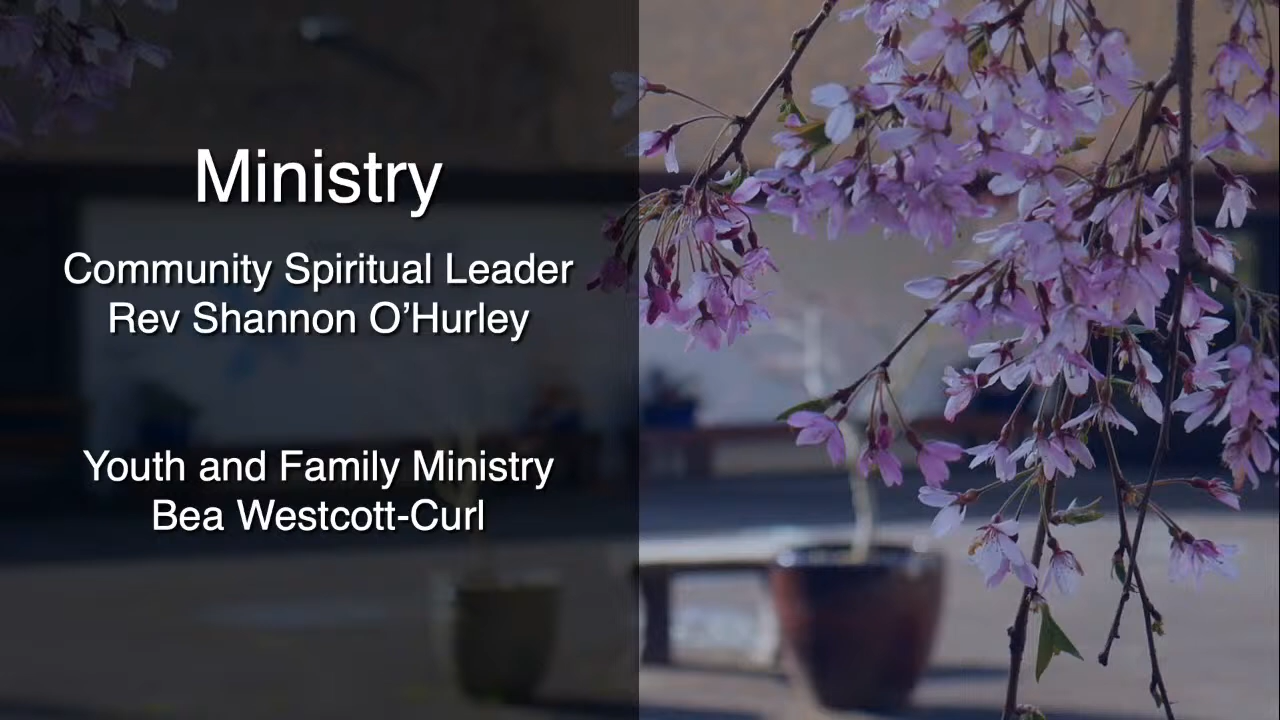 Ministry
Community Spiritual Leader
Rev Shannon O’Hurley
Youth and Family Ministry
Bea Westcott-Curl